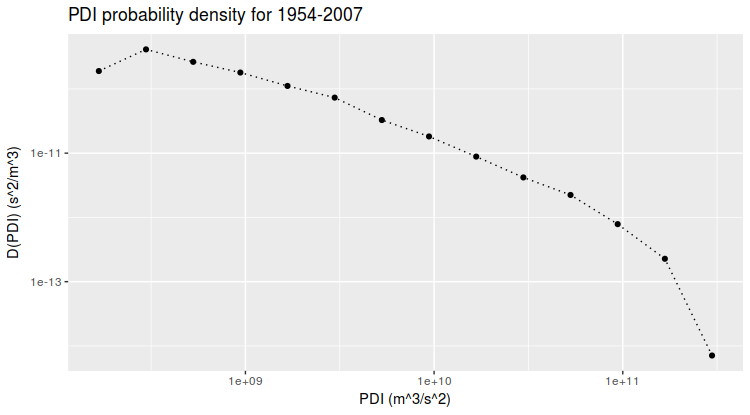 PDI probability density for 1954-2007
D(PDI) (s^2/m^3)
1e-11
1e-13
1e+09
1e+10
1e+11
PDI (m^3/s^2)